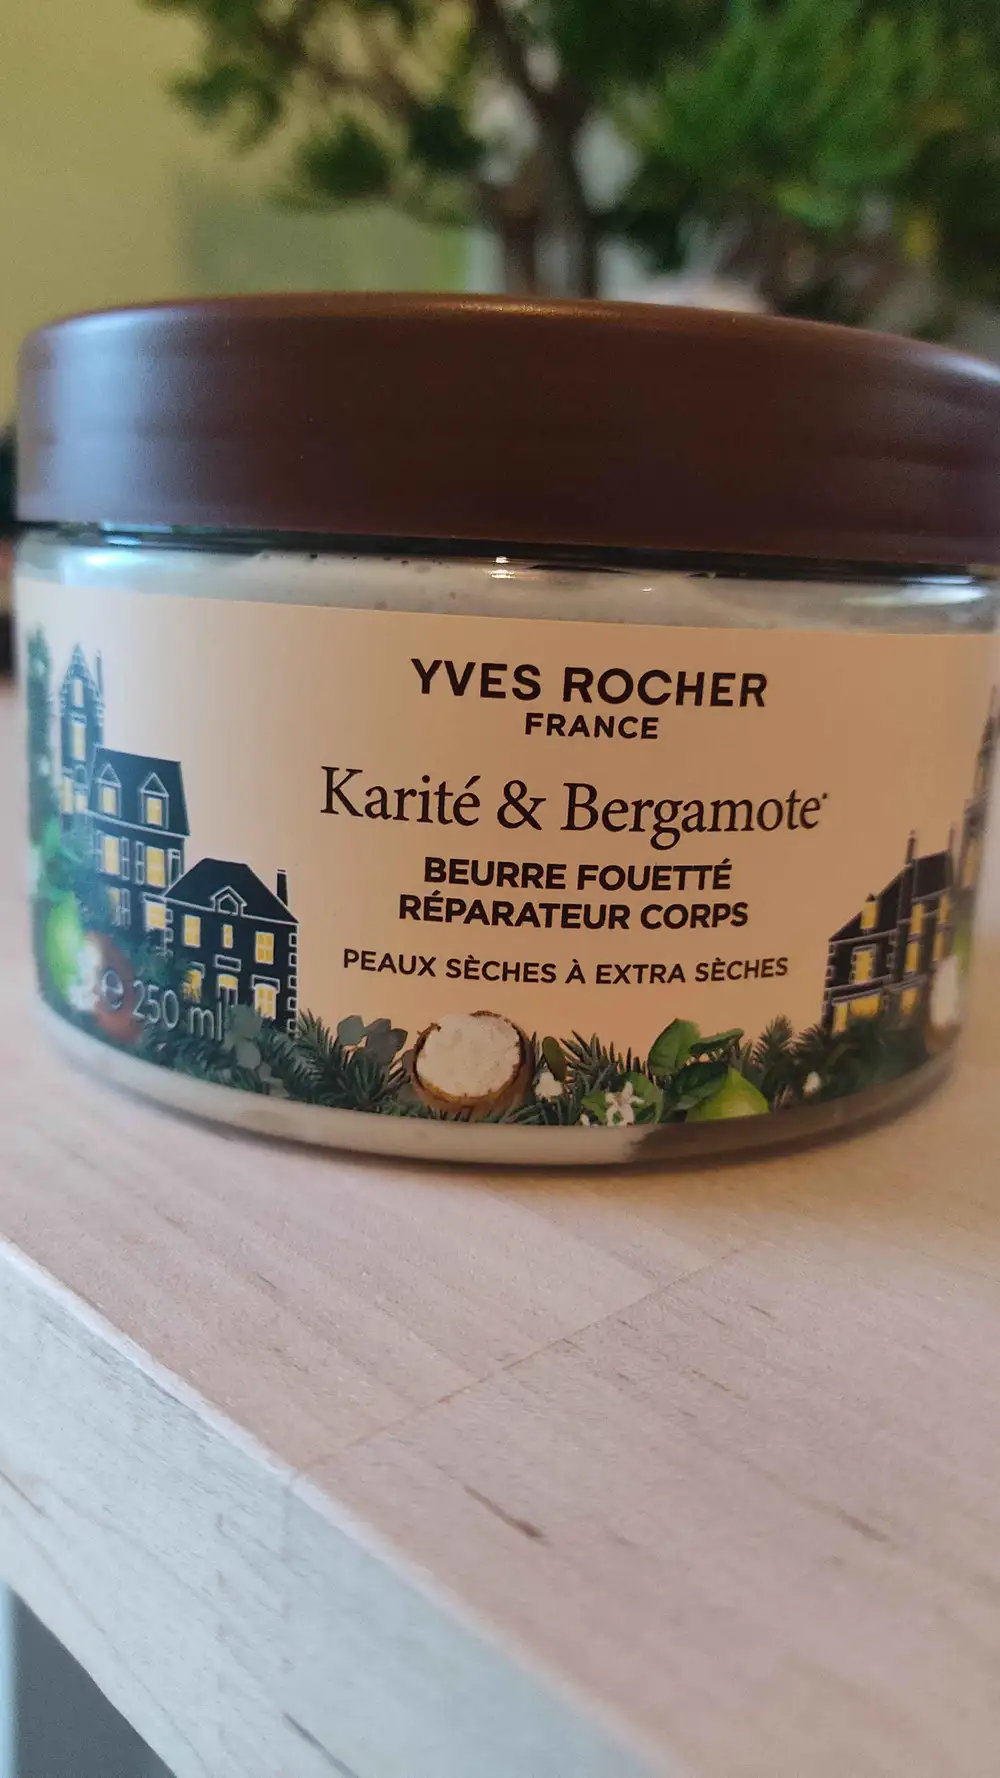 YVES ROCHER
FRANCE
Karité & Bergamote*
BEURRE FOUETTÉ
RÉPARATEUR CORPS
PEAUX SÈCHES À EXTRA SÈCHES
℮ 250 ml